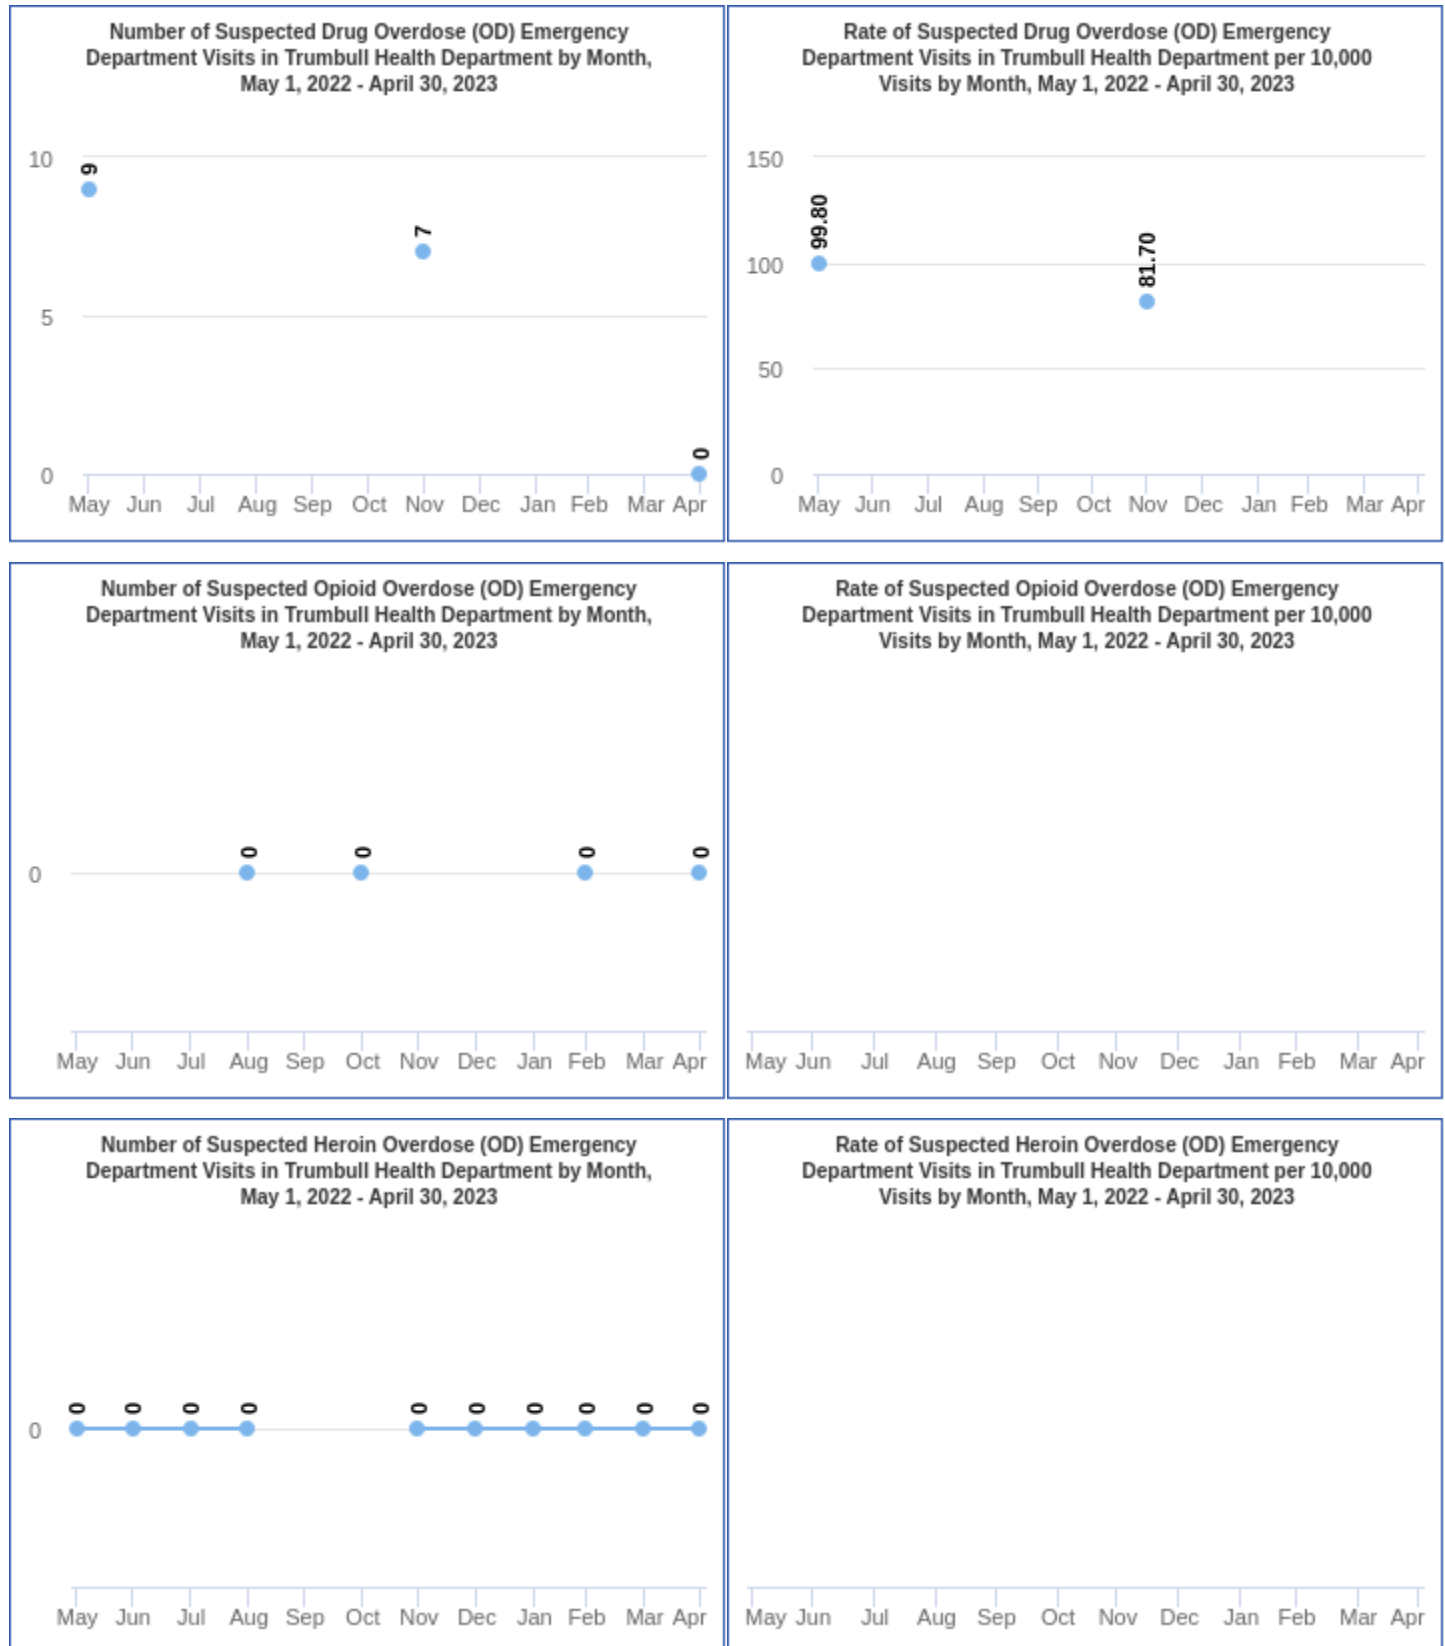 Number of Suspected Drug Overdose (OD) Emergency
Department Visits in Trumbull Health Department by Month,
May 1, 2022 - April 30, 2023
10
9
7
5
0
0
May Jun Jul Aug Sep Oct Nov Dec Jan Feb Mar Apr
Rate of Suspected Drug Overdose (OD) Emergency
Department Visits in Trumbull Health Department per 10,000
Visits by Month, May 1, 2022 - April 30, 2023
150
99.80
81.70
100
50
0
May Jun Jul Aug Sep Oct Nov Dec Jan Feb Mar Apr
Number of Suspected Opioid Overdose (OD) Emergency
Department Visits in Trumbull Health Department by Month,
May 1, 2022 - April 30, 2023
0 0 0 0
0
May Jun Jul Aug Sep Oct Nov Dec Jan Feb Mar Apr
Rate of Suspected Opioid Overdose (OD) Emergency
Department Visits in Trumbull Health Department per 10,000
Visits by Month, May 1, 2022 - April 30, 2023
May Jun Jul Aug Sep Oct Nov Dec Jan Feb Mar Apr
Number of Suspected Heroin Overdose (OD) Emergency
Department Visits in Trumbull Health Department by Month,
May 1, 2022 - April 30, 2023
0 0 0 0 0 0 0 0 0 0
0
May Jun Jul Aug Sep Oct Nov Dec Jan Feb Mar Apr
Rate of Suspected Heroin Overdose (OD) Emergency
Department Visits in Trumbull Health Department per 10,000
Visits by Month, May 1, 2022 - April 30, 2023
May Jun Jul Aug Sep Oct Nov Dec Jan Feb Mar Apr